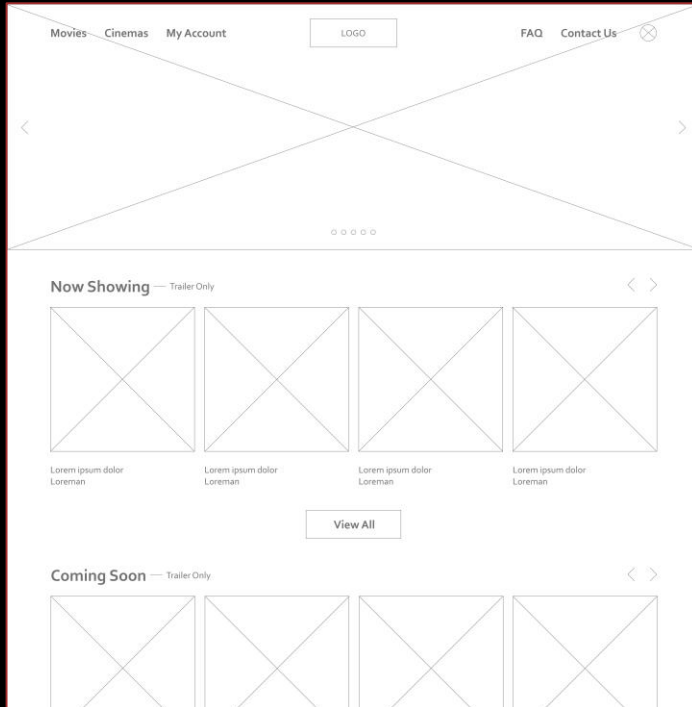 Movies Cinemas My Account LOGO FAQ Contact Us
Now Showing — Trailer Only
Lorem ipsum dolor Lorem ipsum dolor Lorem ipsum dolor Lorem ipsum dolor
Loreman Loreman Loreman Loreman
View All
Coming Soon — Trailer Only